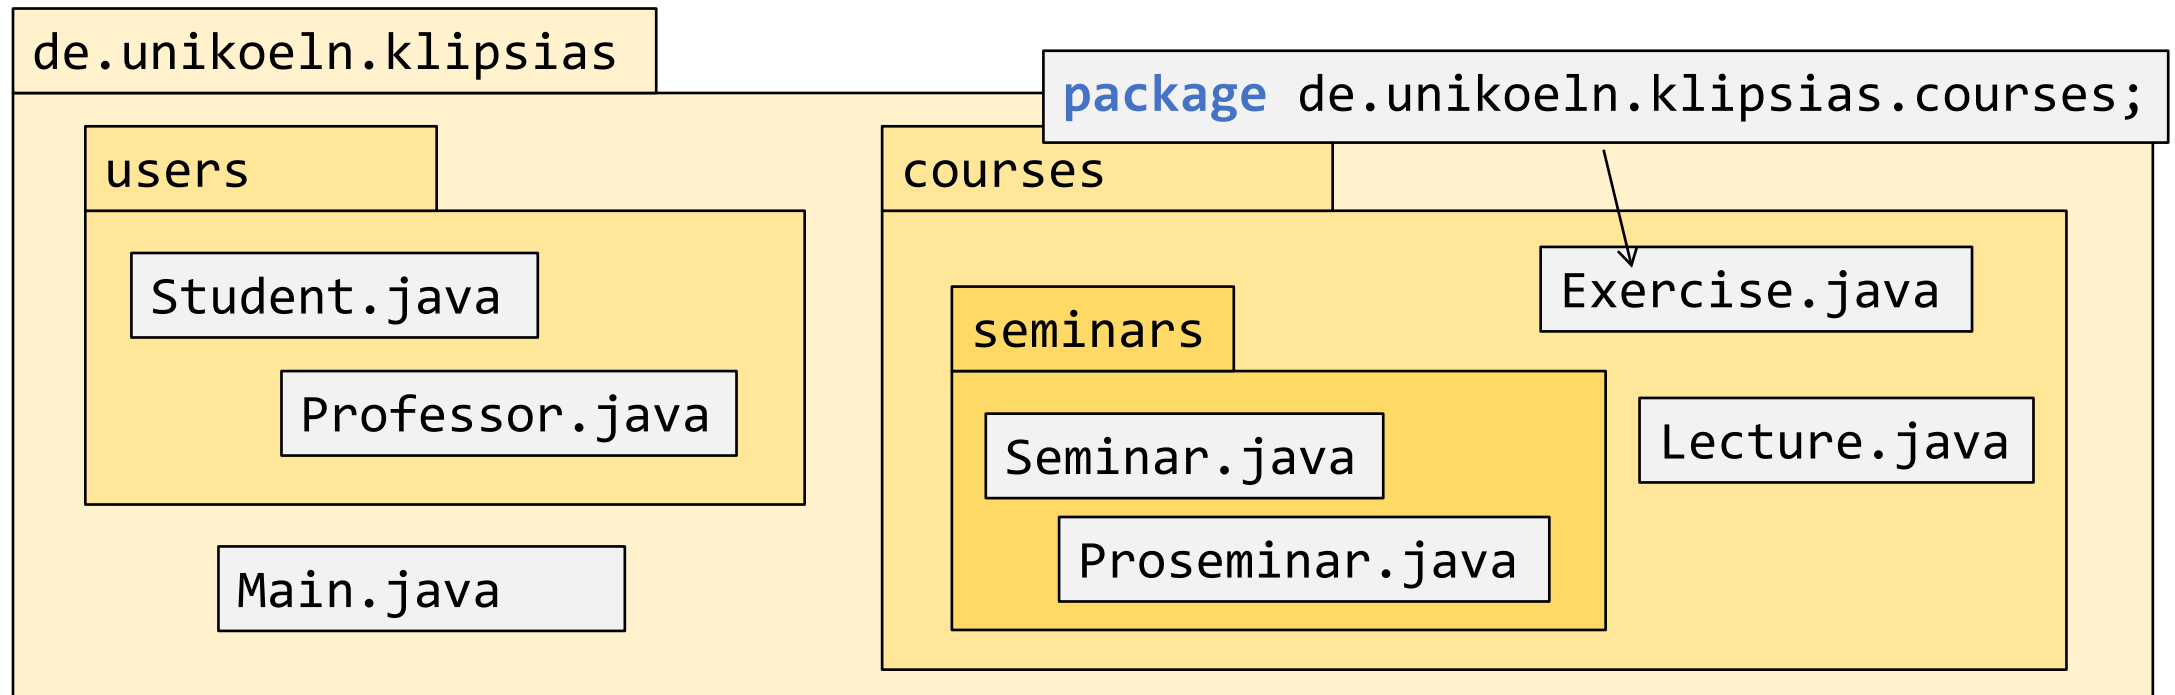 de.unikoeln.klipsias
package de.unikoeln.klipsias.courses;
users
courses
Student.java
Exercise.java
seminars
Professor.java
Lecture.java
Seminar.java
Proseminar.java
Main.java